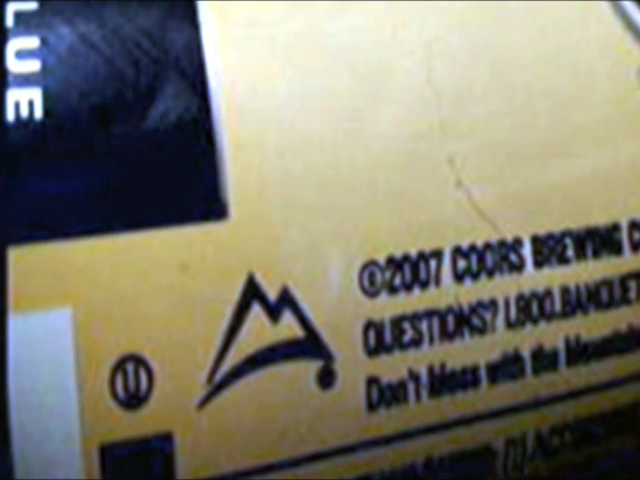 LUE
©2007 COORS BREWING C
QUESTIONS? 1.800.BANQUET
Don't Mess with the Mountain
U